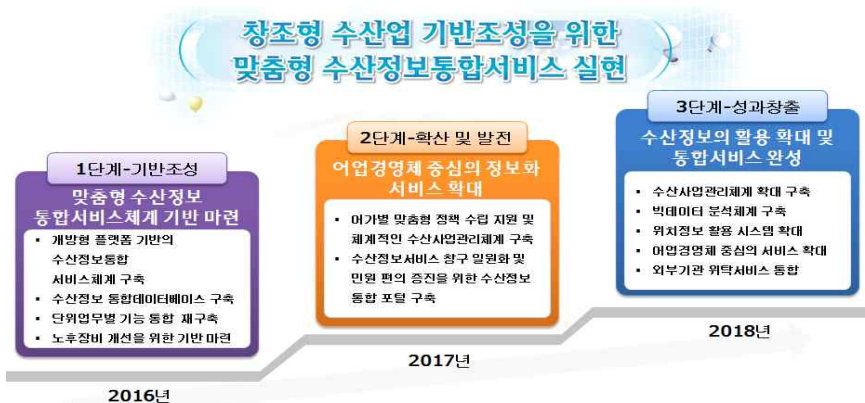 창조형 수산업 기반조성을 위한
맞춤형 수산정보통합서비스 실현
1단계-기반조성
맞춤형 수산정보
통합서비스체계 기반 마련
▪ 개방형 플랫폼 기반의
수산정보통합
서비스체계 구축
▪ 수산정보 통합데이터베이스 구축
▪ 단위업무별 기능 통합 재구축
▪ 노후장비 개선을 위한 기반 마련
2016년
2단계-확산 및 발전
어업경영체 중심의 정보화
서비스 확대
▪ 어가별 맞춤형 정책 수립 지원 및
체계적인 수산사업관리체계 구축
▪ 수산정보서비스 창구 일원화 및
민원 편의 증진을 위한 수산정보
통합 포털 구축
2017년
3단계-성과창출
수산정보의 활용 확대 및
통합서비스 완성
▪ 수산사업관리체계 확대 구축
▪ 빅데이터 분석체계 구축
▪ 위치정보 활용 시스템 확대
▪ 어업경영체 중심의 서비스 확대
▪ 외부기관 위탁서비스 통합
2018년